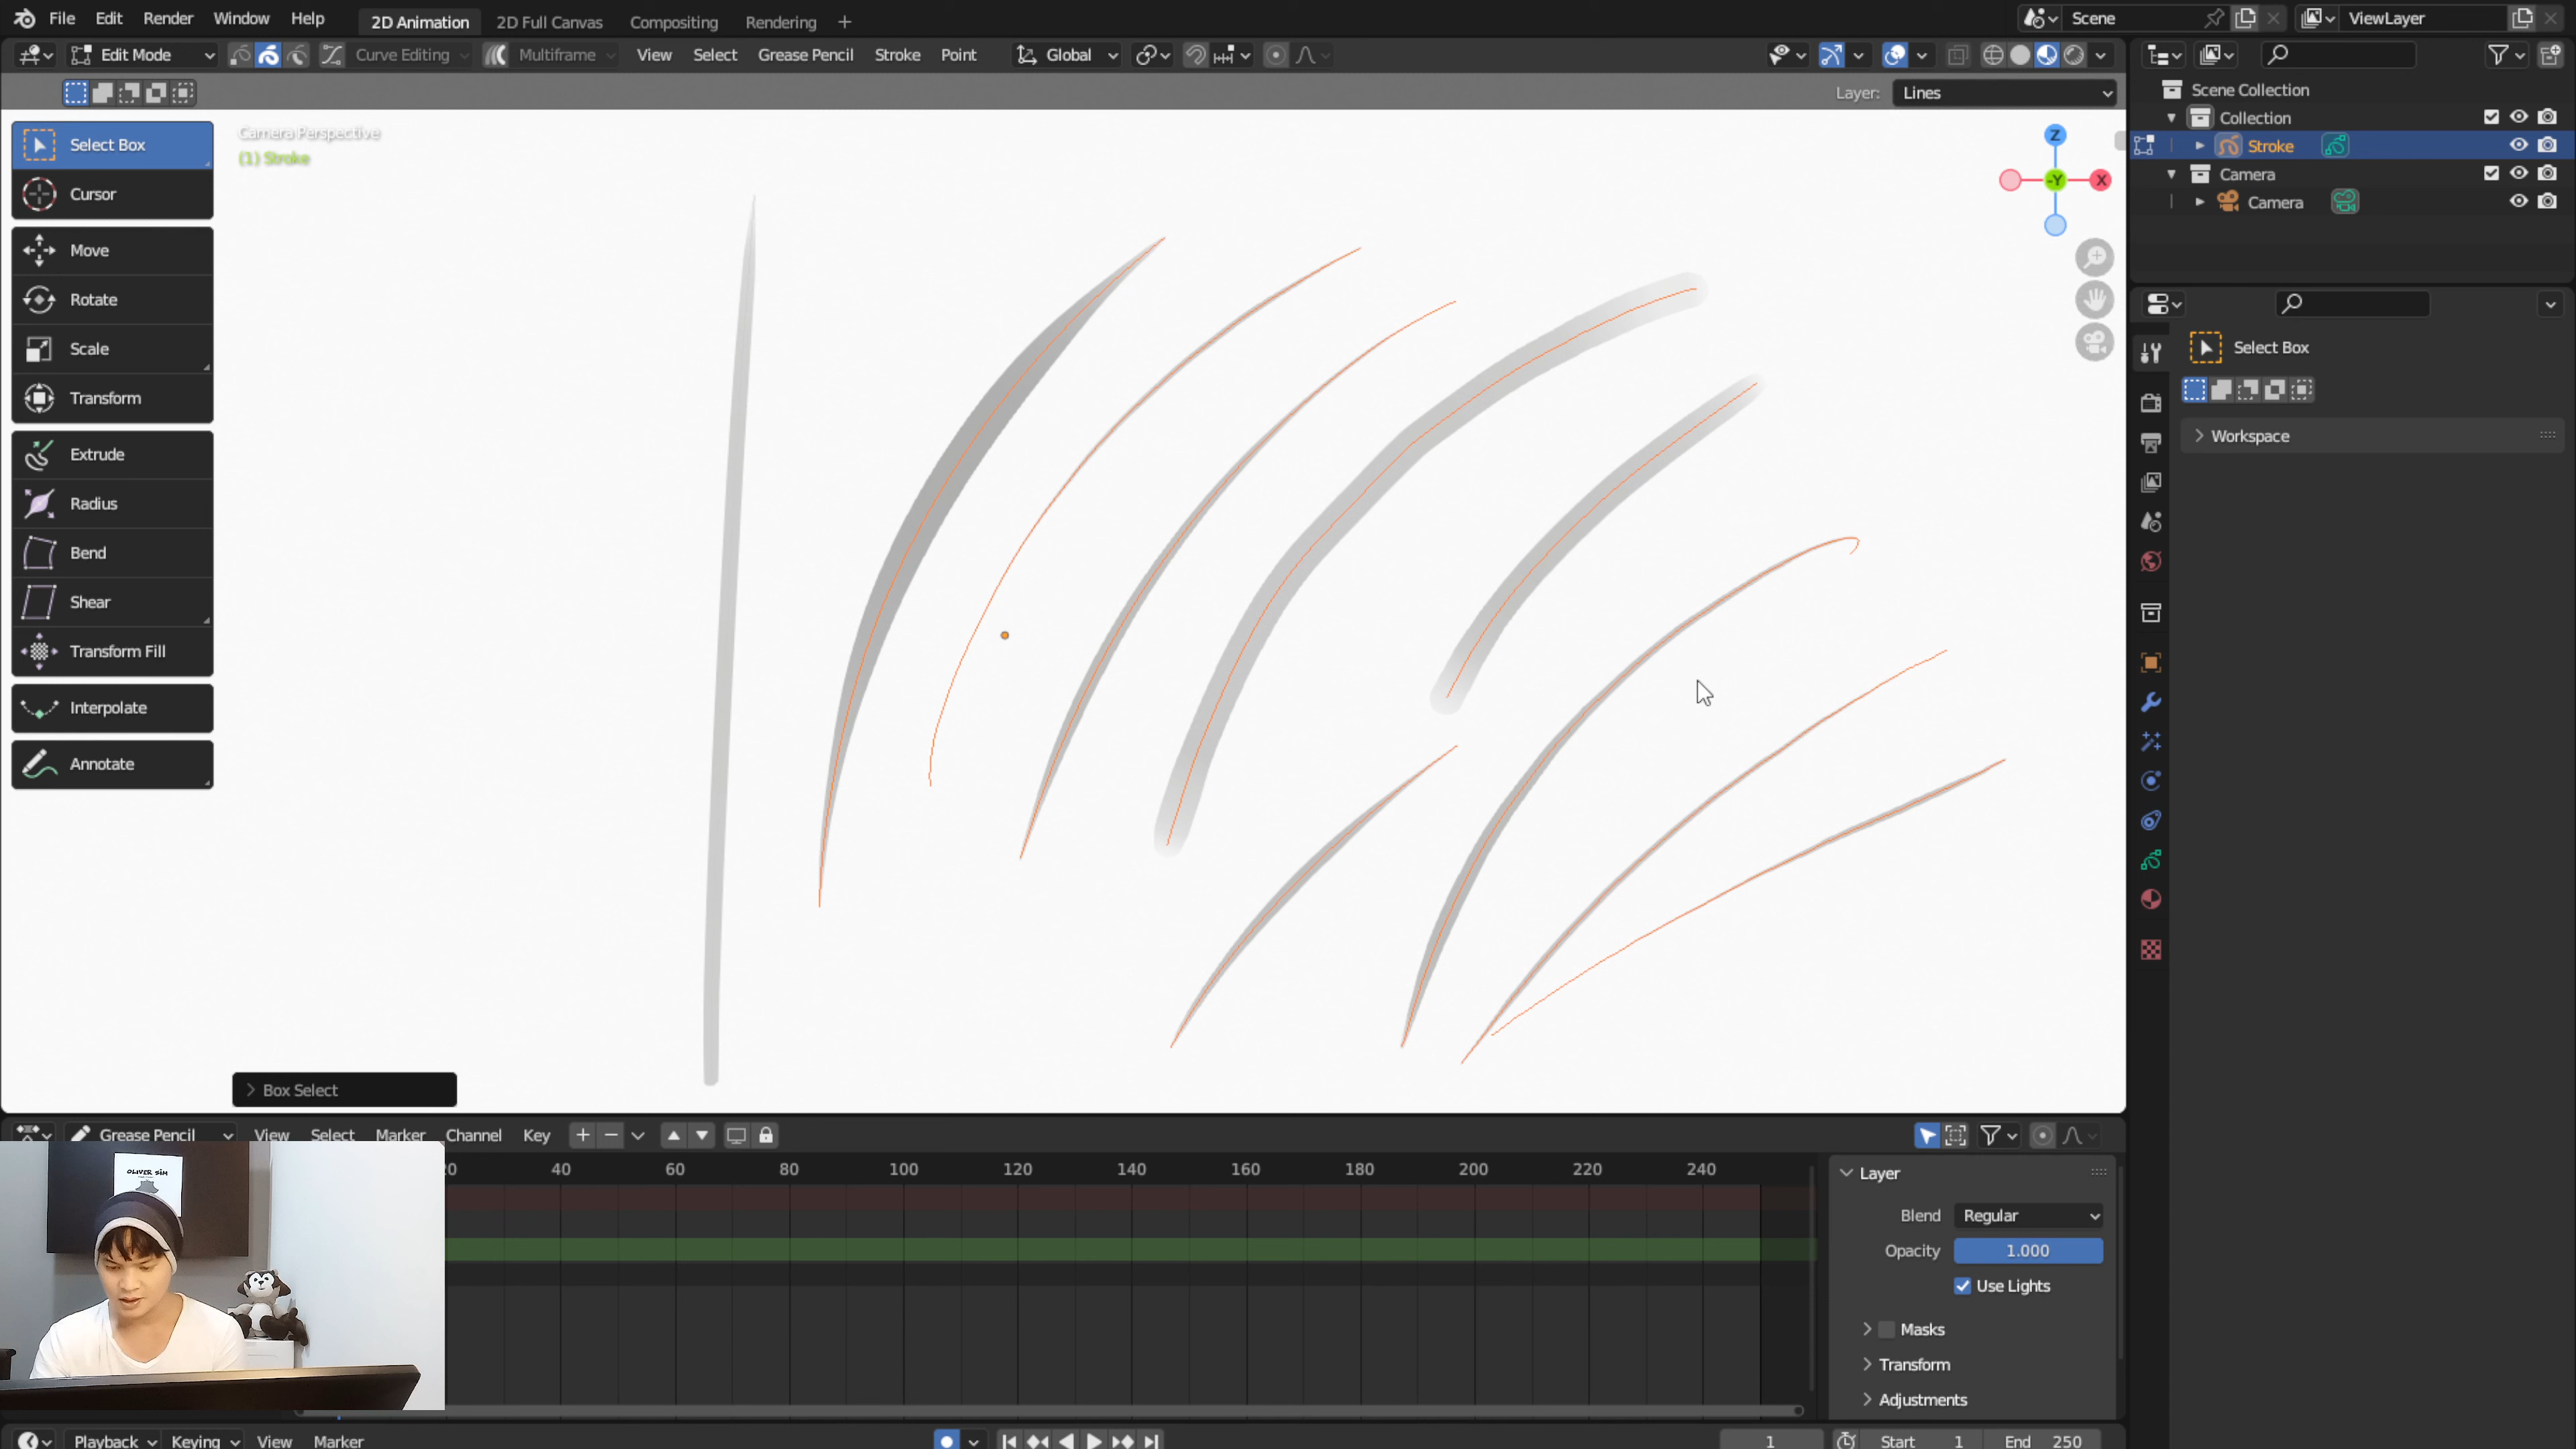 File Edit Render Window Help 2D Animation 2D Full Canvas Compositing Rendering + Scene ViewLayer
Edit Mode Curve Editing Multiframe View Select Grease Pencil Stroke Point Global
Layer: Lines
Scene Collection
Collection
Stroke
Camera
Camera
Select Box
Cursor
Move
Rotate
Scale
Transform
Extrude
Radius
Bend
Shear
Transform Fill
Interpolate
Annotate
Camera Perspective
(1) Stroke
Z
-Y
X
Select Box
Workspace
Box Select
Grease Pencil View Select Marker Channel Key
20 40 60 80 100 120 140 160 180 200 220 240
Layer
Blend Regular
Opacity 1.000
Use Lights
Masks
Transform
Adjustments
OLIVER SIM
Playback Keying View Marker 1 Start 1 End 250